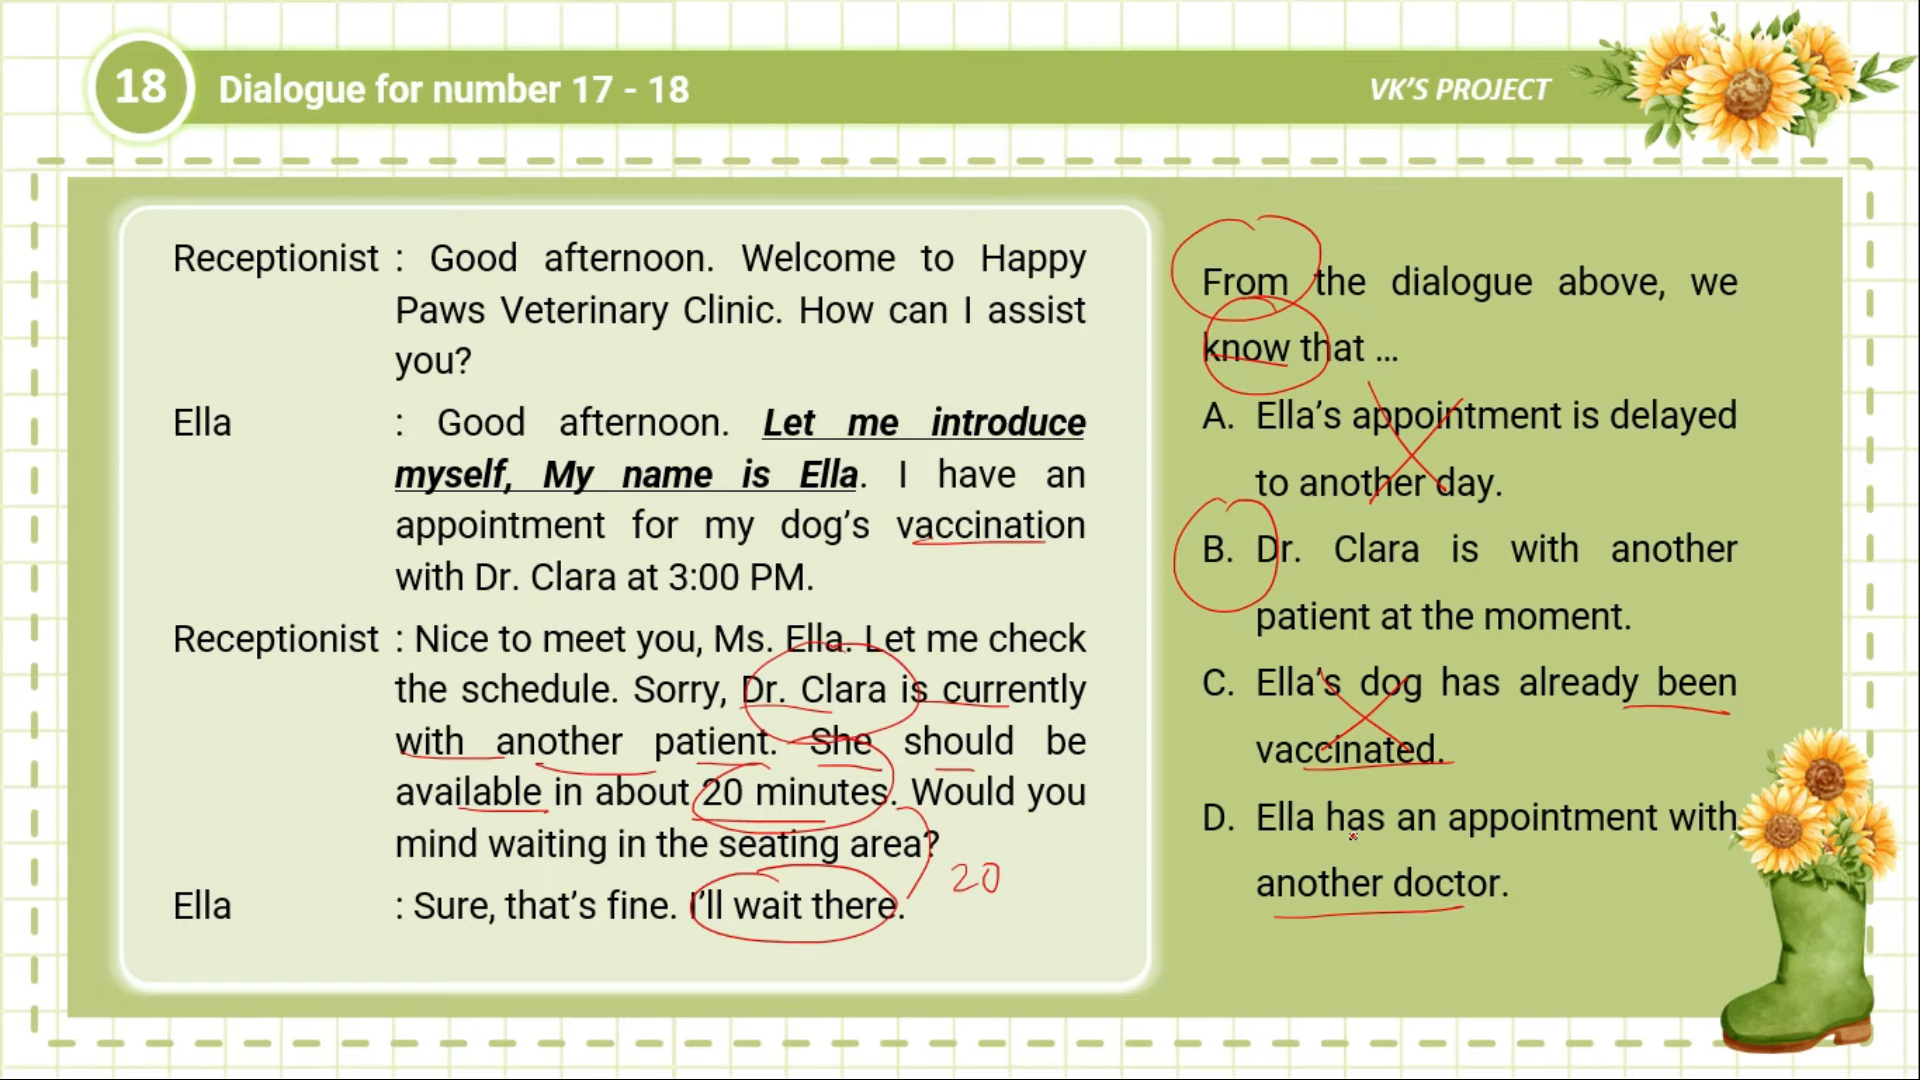 18 Dialogue for number 17 - 18 VK'S PROJECT
Receptionist : Good afternoon. Welcome to Happy
Paws Veterinary Clinic. How can I assist
you?
Ella : Good afternoon. Let me introduce
myself, My name is Ella. I have an
appointment for my dog's vaccination
with Dr. Clara at 3:00 PM.
Receptionist : Nice to meet you, Ms. Ella. Let me check
the schedule. Sorry, Dr. Clara is currently
with another patient. She should be
available in about 20 minutes. Would you
mind waiting in the seating area?
20
Ella : Sure, that's fine. I'll wait there.
From the dialogue above, we
know that ...
A. Ella's appointment is delayed
to another day.
B. Dr. Clara is with another
patient at the moment.
C. Ella's dog has already been
vaccinated.
D. Ella has an appointment with
another doctor.